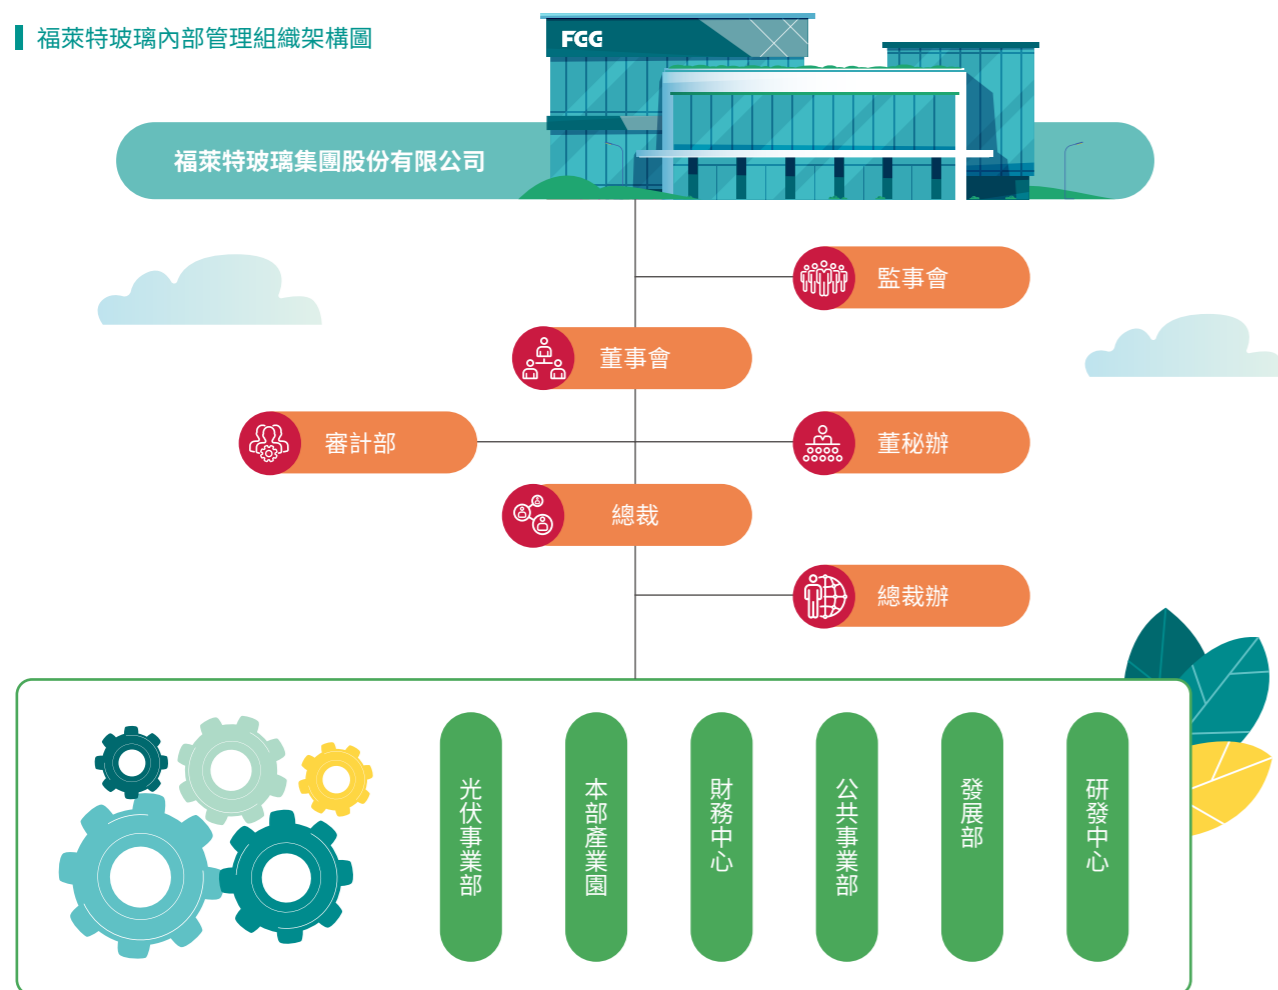 福萊特玻璃內部管理組織架構圖
FGG
福萊特玻璃集團股份有限公司
監事會
董事會
審計部
董秘辦
總裁
總裁辦
光伏事業部
本部產業園
財務中心
公共事業部
發展部
研發中心